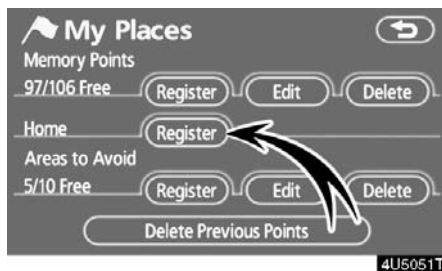 My Places
Memory Points
97/106 Free Register Edit Delete
Home Register
Areas to Avoid
5/10 Free Register Edit Delete
Delete Previous Points
4U5051T